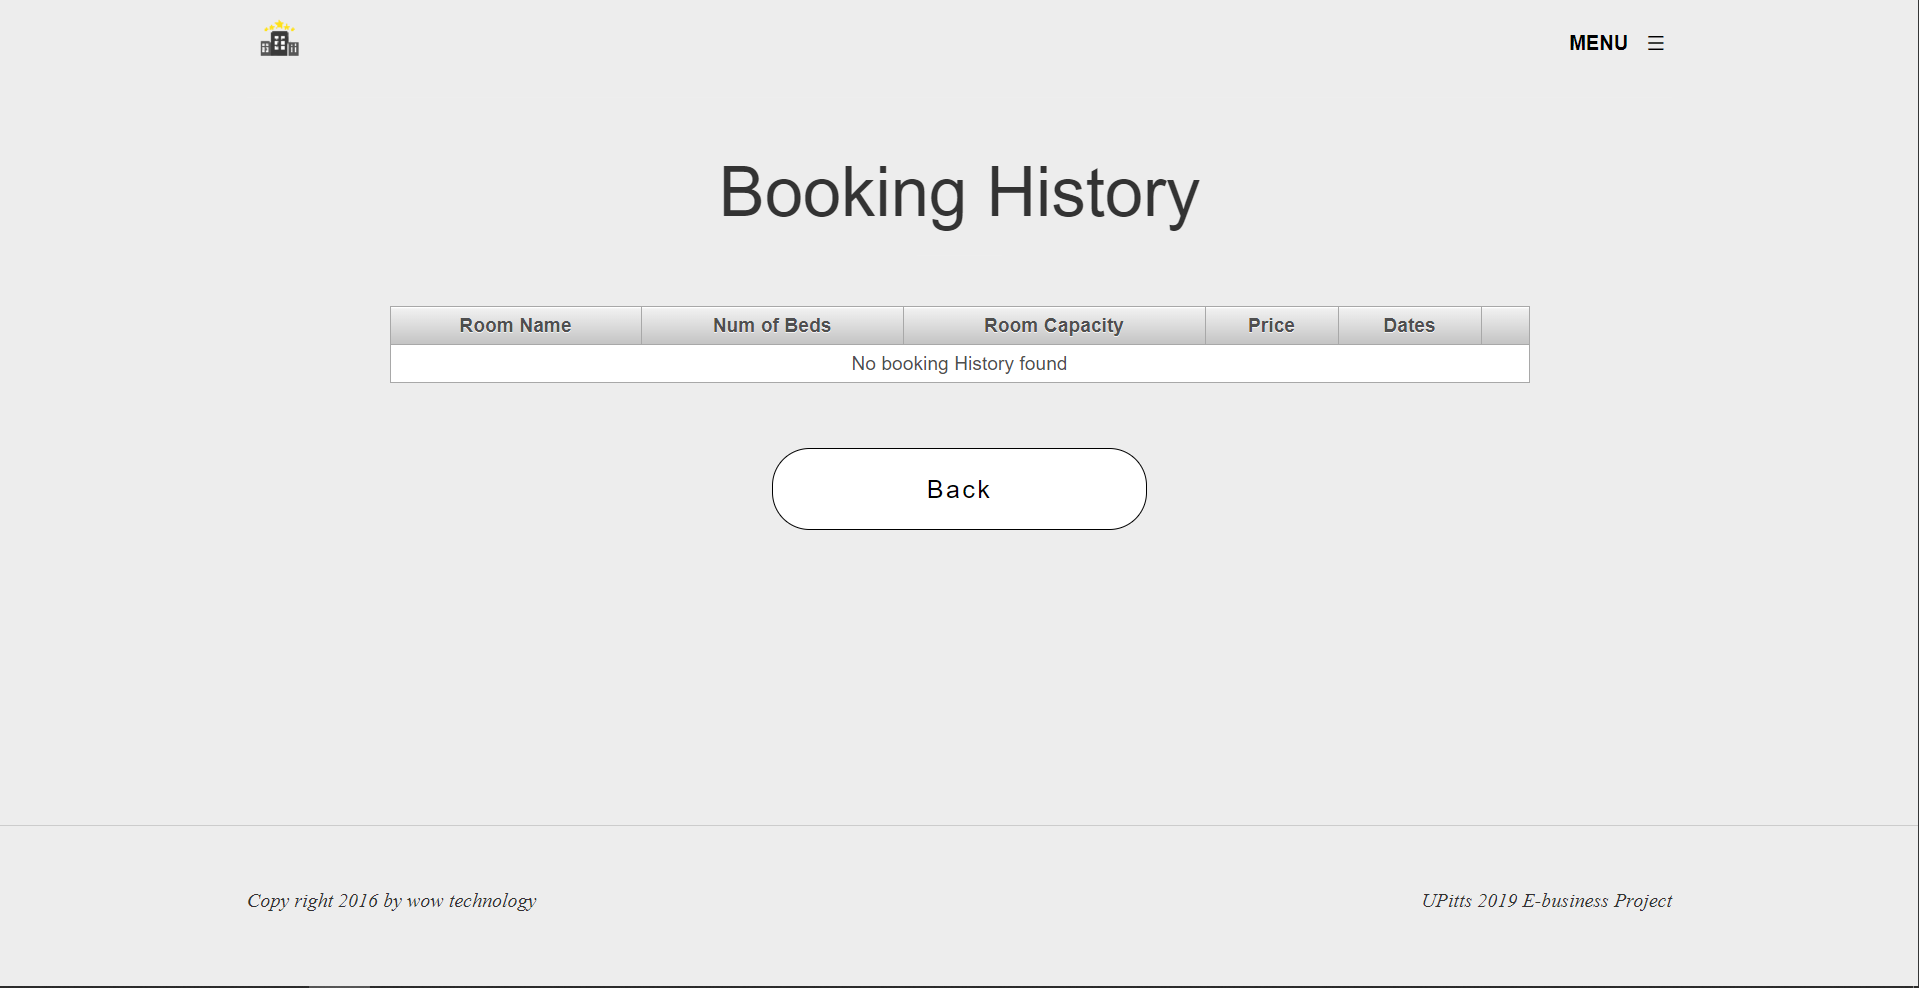 MENU
Booking History
Room Name Num of Beds Room Capacity Price Dates
No booking History found
Back
Copy right 2016 by wow technology
UPitts 2019 E-business Project